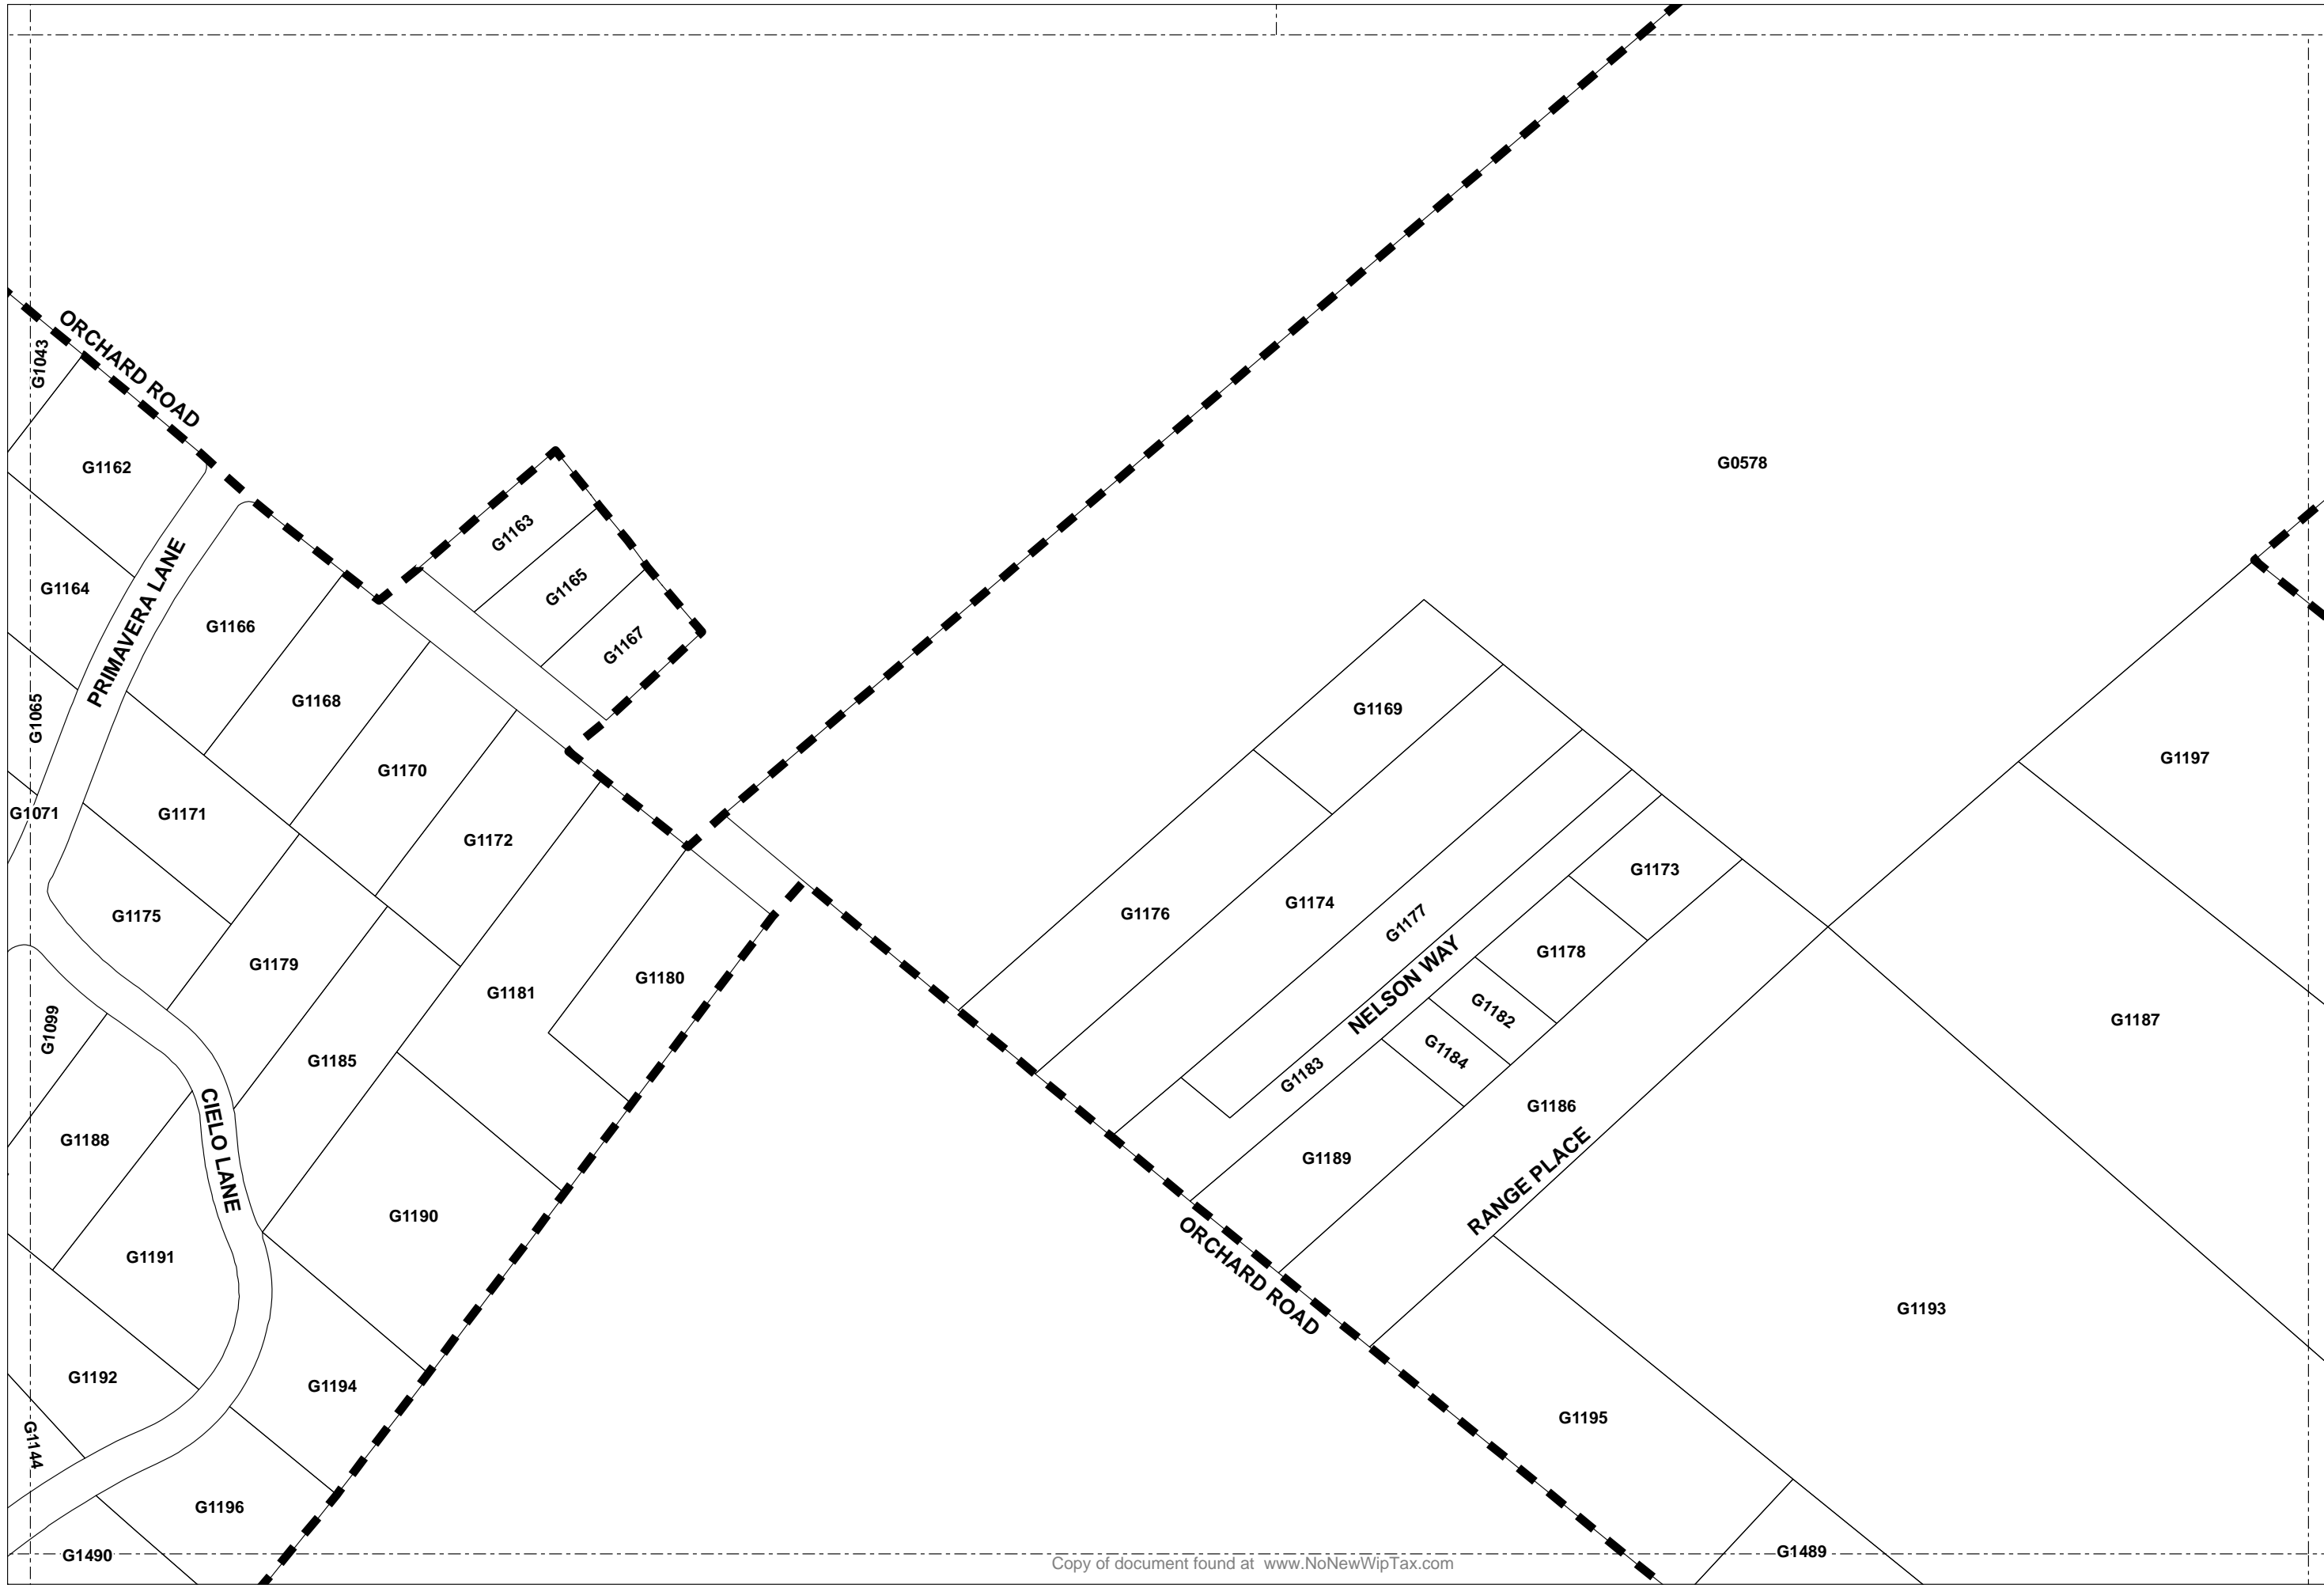 ORCHARD ROAD
G1043
G1162
G0578
G1163
G1165
G1164
G1166
PRIMAVERA LANE
G1167
G1168
G1065
G1169
G1197
G1170
G1071
G1171
G1172
G1173
G1174
G1176
G1175
G1177
G1178
NELSON WAY
G1179
G1180
G1181
G1182
G1187
G1099
G1184
G1185
G1183
G1186
G1188
CIELO LANE
G1189
RANGE PLACE
G1190
G1191
ORCHARD ROAD
G1193
G1192
G1194
G1195
G1144
G1196
G1490
G1489
Copy of document found at www.NoNewWipTax.com